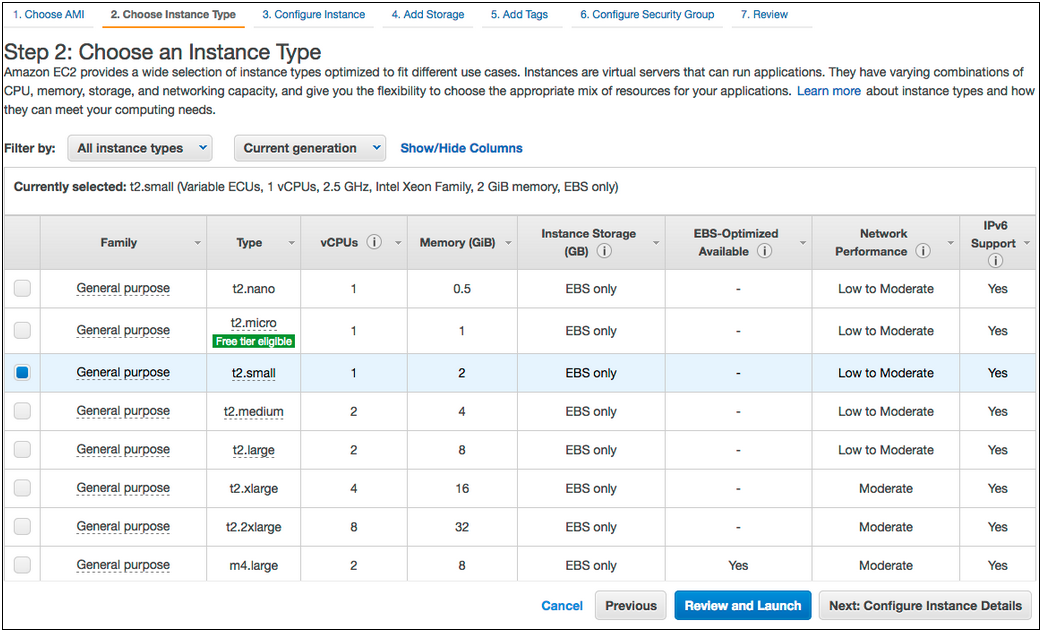 1. Choose AMI 2. Choose Instance Type 3. Configure Instance 4. Add Storage 5. Add Tags 6. Configure Security Group 7. Review
Step 2: Choose an Instance Type
Amazon EC2 provides a wide selection of instance types optimized to fit different use cases. Instances are virtual servers that can run applications. They have varying combinations of
CPU, memory, storage, and networking capacity, and give you the flexibility to choose the appropriate mix of resources for your applications. Learn more about instance types and how
they can meet your computing needs.
Filter by: All instance types Current generation Show/Hide Columns
Currently selected: t2.small (Variable ECUs, 1 vCPUs, 2.5 GHz, Intel Xeon Family, 2 GiB memory, EBS only)
Family Type vCPUs i Memory (GiB) Instance Storage (GB) i EBS-Optimized Available i Network Performance i IPv6 Support i
General purpose t2.nano 1 0.5 EBS only - Low to Moderate Yes
General purpose t2.micro Free tier eligible 1 1 EBS only - Low to Moderate Yes
General purpose t2.small 1 2 EBS only - Low to Moderate Yes
General purpose t2.medium 2 4 EBS only - Low to Moderate Yes
General purpose t2.large 2 8 EBS only - Low to Moderate Yes
General purpose t2.xlarge 4 16 EBS only - Moderate Yes
General purpose t2.2xlarge 8 32 EBS only - Moderate Yes
General purpose m4.large 2 8 EBS only Yes Moderate Yes
Cancel Previous Review and Launch Next: Configure Instance Details